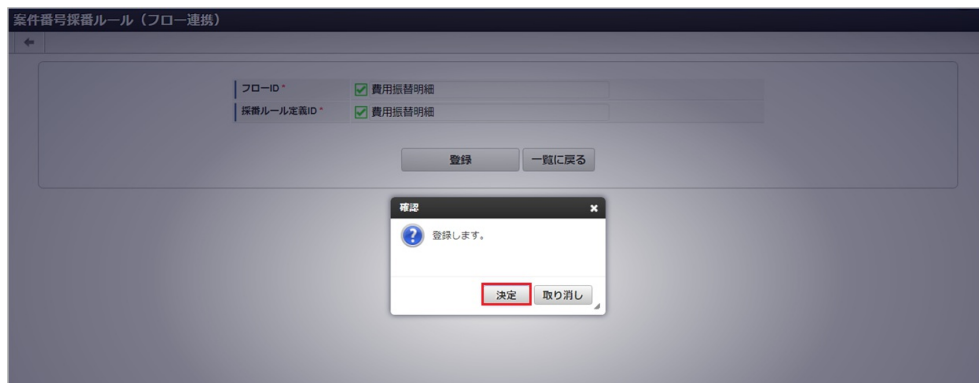 案件番号採番ルール（フロー連携）
フローID* 費用振替明細
採番ルール定義ID* 費用振替明細
登録 一覧に戻る
確認
登録します。
決定 取り消し